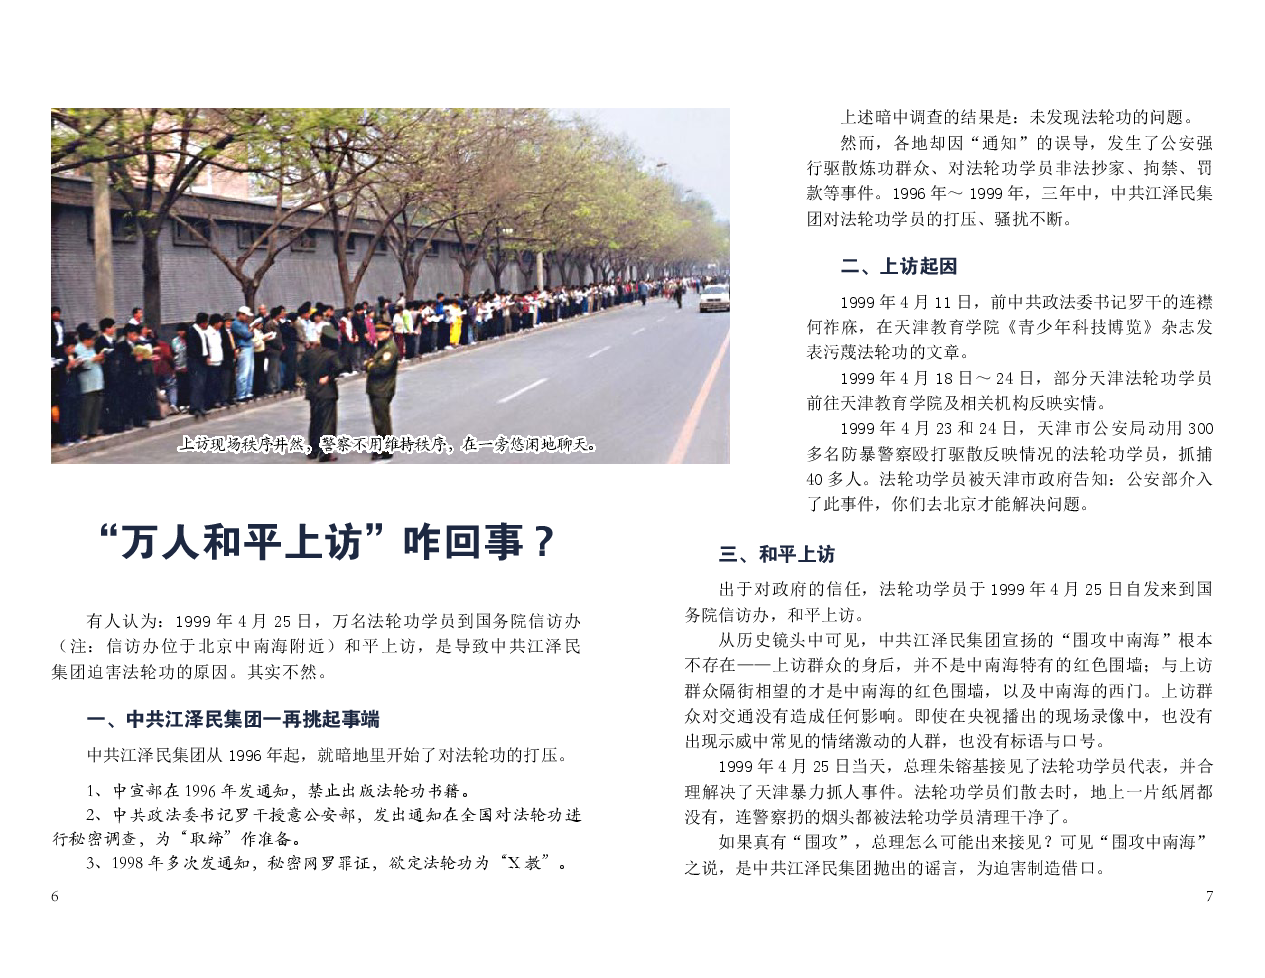 上访现场秩序井然，警察不用维持秩序，在一旁悠闲地聊天。
“万人和平上访”咋回事？
有人认为：1999 年 4 月 25 日，万名法轮功学员到国务院信访办
（注：信访办位于北京中南海附近）和平上访，是导致中共江泽民
集团迫害法轮功的原因。其实不然。
一、中共江泽民集团一再挑起事端
中共江泽民集团从 1996 年起，就暗地里开始了对法轮功的打压。
1、中宣部在 1996 年发通知，禁止出版法轮功书籍。
2、中共政法委书记罗干授意公安部，发出通知在全国对法轮功进
行秘密调查，为“取缔”作准备。
3、1998 年多次发通知，秘密网罗罪证，欲定法轮功为“X 教”。
6
上述暗中调查的结果是：未发现法轮功的问题。
然而，各地却因“通知”的误导，发生了公安强
行驱散炼功群众、对法轮功学员非法抄家、拘禁、罚
款等事件。1996 年～ 1999 年，三年中，中共江泽民集
团对法轮功学员的打压、骚扰不断。
二、上访起因
1999 年 4 月 11 日，前中共政法委书记罗干的连襟
何祚庥，在天津教育学院《青少年科技博览》杂志发
表污蔑法轮功的文章。
1999 年 4 月 18 日～ 24 日，部分天津法轮功学员
前往天津教育学院及相关机构反映实情。
1999 年 4 月 23 和 24 日，天津市公安局动用 300
多名防暴警察殴打驱散反映情况的法轮功学员，抓捕
40 多人。法轮功学员被天津市政府告知：公安部介入
了此事件，你们去北京才能解决问题。
三、和平上访
出于对政府的信任，法轮功学员于 1999 年 4 月 25 日自发来到国
务院信访办，和平上访。
从历史镜头中可见，中共江泽民集团宣扬的“围攻中南海”根本
不存在——上访群众的身后，并不是中南海特有的红色围墙；与上访
群众隔街相望的才是中南海的红色围墙，以及中南海的西门。上访群
众对交通没有造成任何影响。即使在央视播出的现场录像中，也没有
出现示威中常见的情绪激动的人群，也没有标语与口号。
1999 年 4 月 25 日当天，总理朱镕基接见了法轮功学员代表，并合
理解决了天津暴力抓人事件。法轮功学员们散去时，地上一片纸屑都
没有，连警察扔的烟头都被法轮功学员清理干净了。
如果真有“围攻”，总理怎么可能出来接见？可见“围攻中南海”
之说，是中共江泽民集团抛出的谣言，为迫害制造借口。
7